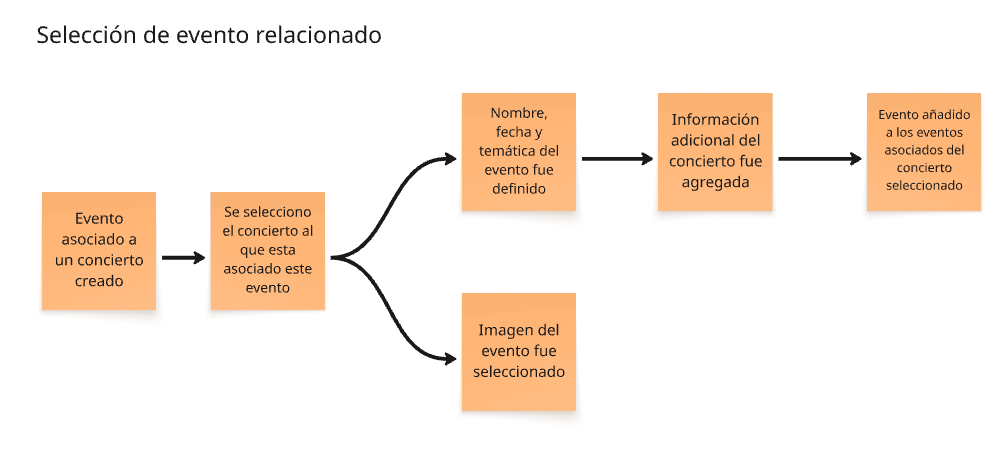 Selección de evento relacionado
Evento
asociado a
un concierto
creado
Se selecciono
el concierto al
que esta
asociado este
evento
Nombre,
fecha y
temática del
evento fue
definido
Información
adicional del
concierto fue
agregada
Evento añadido
a los eventos
asociados del
concierto
seleccionado
Imagen del
evento fue
seleccionado